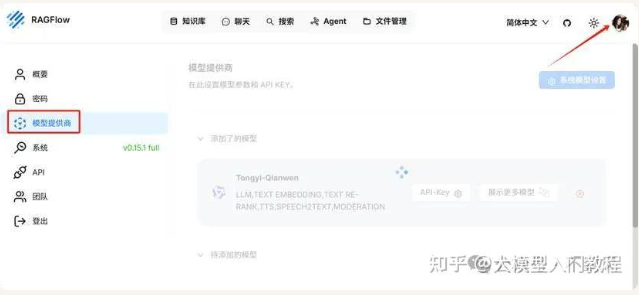 RAGFlow
知识库
聊天
搜索
Agent
文件管理
简体中文
概要
密码
模型提供商
系统
v0.15.1 full
API
团队
登出
模型提供商
在此设置模型参数和 API KEY。
系统模型设置
添加了的模型
Tongyi-Qianwen
LLM,TEXT EMBEDDING,TEXT RE-
RANK,TTS,SPEECH2TEXT,MODERATION
API-Key
展示更多模型
待添加的模型
知乎 @大模型入门教程